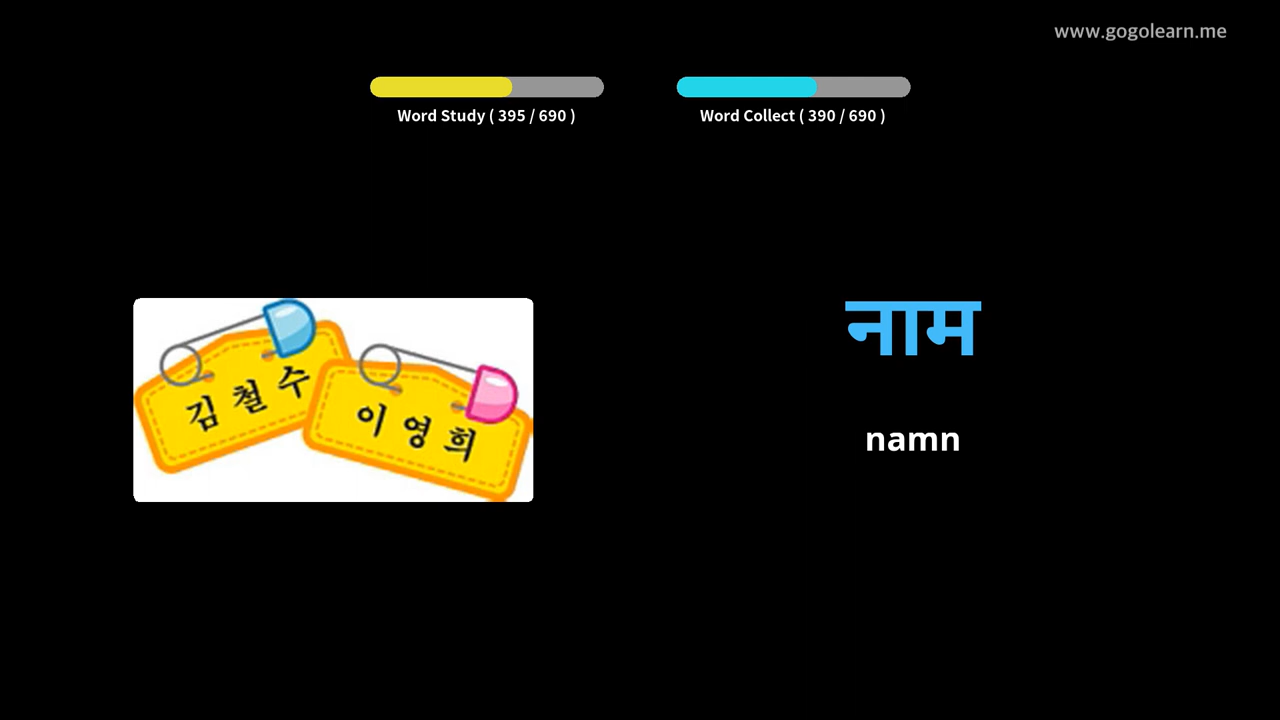 www.gogolearn.me
Word Study ( 395 / 690 )
Word Collect ( 390 / 690 )
김철수
이영희
नाम
namn